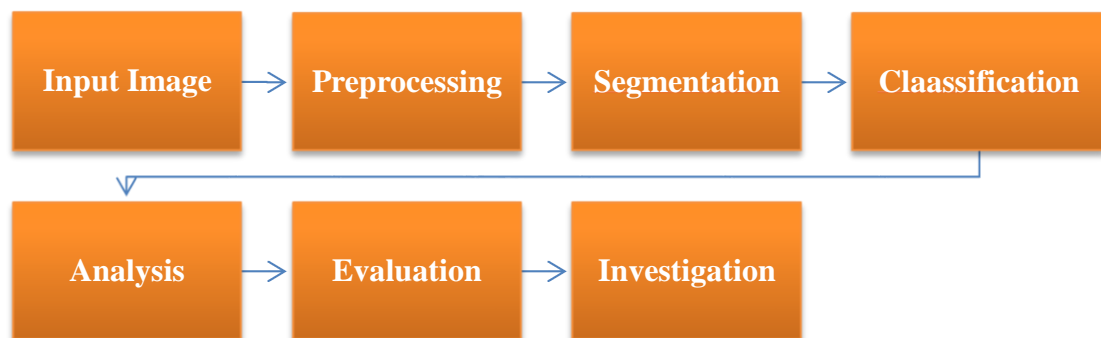 Input Image
Preprocessing
Segmentation
Claassification
Analysis
Evaluation
Investigation